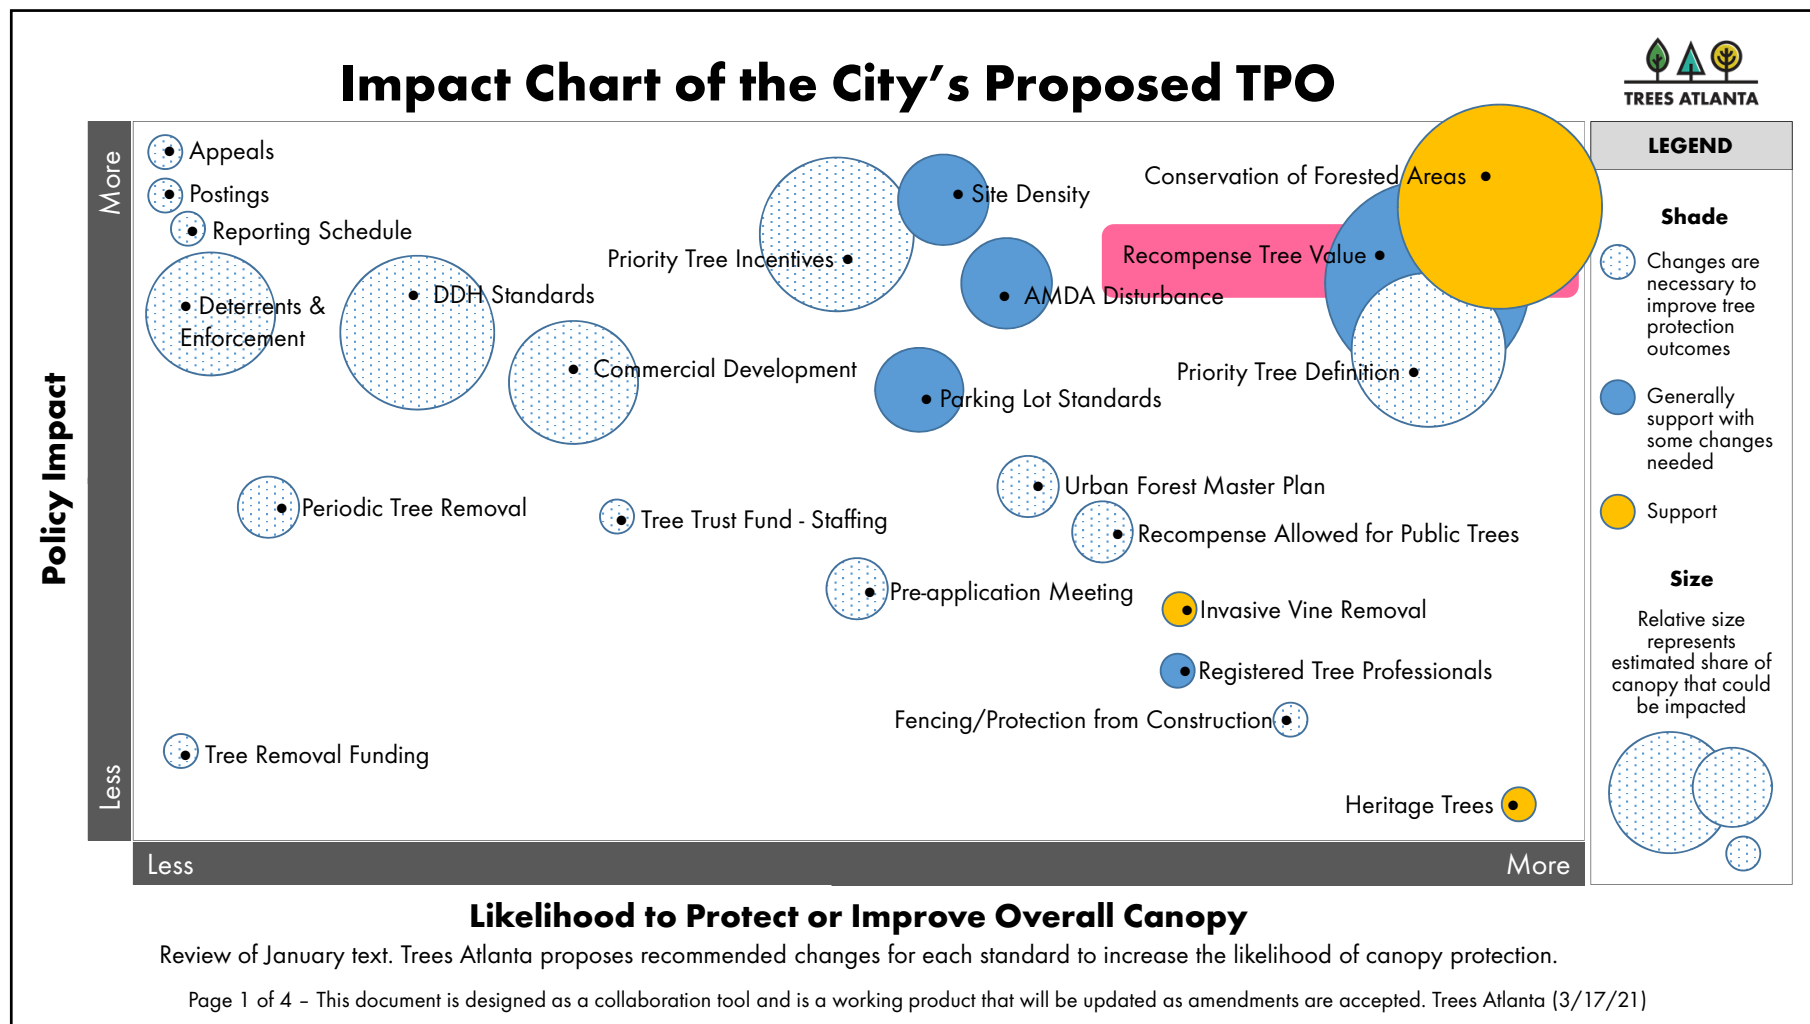 Impact Chart of the City's Proposed TPO
TREES ATLANTA
More
Policy Impact
Less
Appeals
Postings
Reporting Schedule
Deterrents &
Enforcement
DDH Standards
Commercial Development
Priority Tree Incentives
Site Density
AMDA Disturbance
Parking Lot Standards
Conservation of Forested Areas
Recompense Tree Value
Priority Tree Definition
Periodic Tree Removal
Tree Trust Fund - Staffing
Urban Forest Master Plan
Recompense Allowed for Public Trees
Pre-application Meeting
Invasive Vine Removal
Registered Tree Professionals
Fencing/Protection from Construction
Tree Removal Funding
Heritage Trees
Less
More
Likelihood to Protect or Improve Overall Canopy
LEGEND
Shade
Changes are
necessary to
improve tree
protection
outcomes
Generally
support with
some changes
needed
Support
Size
Relative size
represents
estimated share of
canopy that could
be impacted
Review of January text. Trees Atlanta proposes recommended changes for each standard to increase the likelihood of canopy protection.
Page 1 of 4 – This document is designed as a collaboration tool and is a working product that will be updated as amendments are accepted. Trees Atlanta (3/17/21)